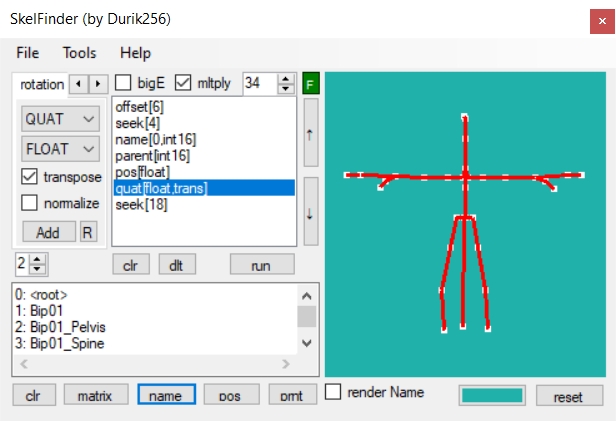 SkelFinder (by Durik256)
File Tools Help
rotation bigE mltply 34 F
QUAT
FLOAT
transpose
normalize
Add R
offset[6]
seek[4]
name[0,int16]
parent[int16]
pos[float]
quat[float,trans]
seek[18]
↑
↓
2 clr dlt run
0: <root>
1: Bip01
2: Bip01_Pelvis
3: Bip01_Spine
clr matrix name pos prnt render Name reset